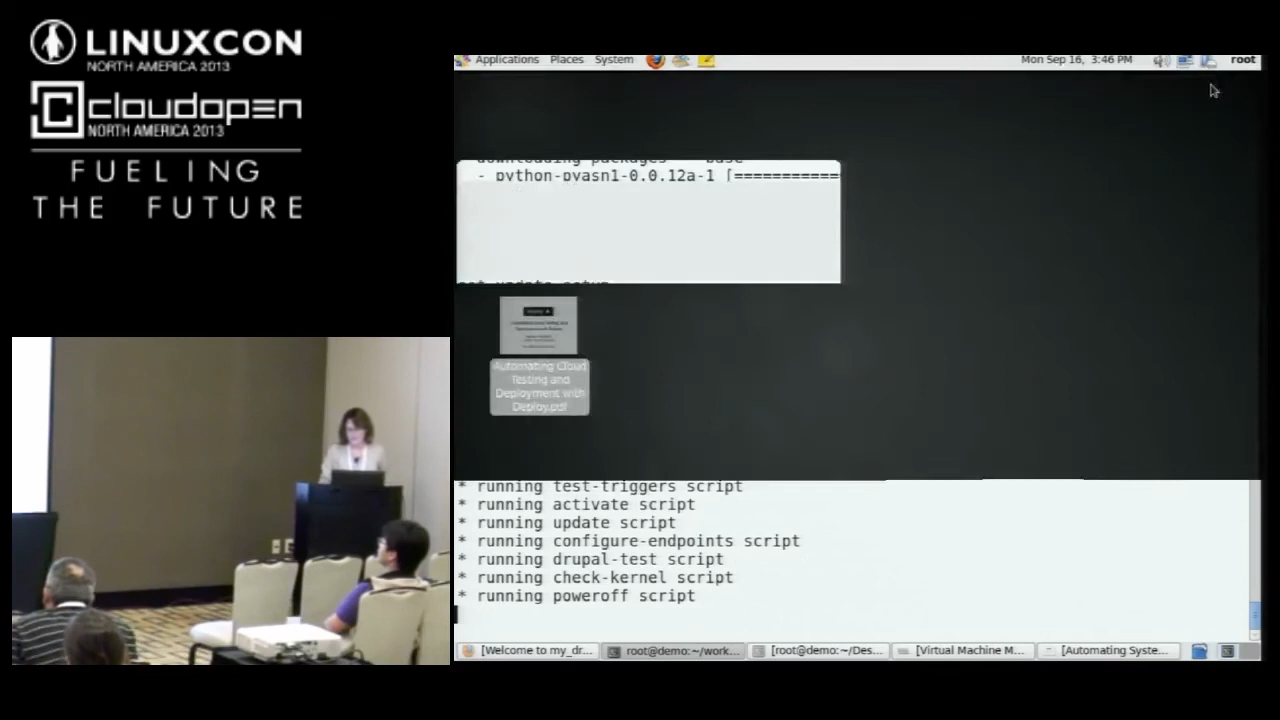 LINUXCON
NORTH AMERICA 2013
cloudopen
NORTH AMERICA 2013
FUELING
THE FUTURE
Applications Places System
Mon Sep 16, 3:46 PM
root
downloading packages base
- python-pyasn1-0.0.12a-1 [===========
Automating Cloud
Testing and
Deployment with
Deploy.pdf
* running test-triggers script
* running activate script
* running update script
* running configure-endpoints script
* running drupal-test script
* running check-kernel script
* running poweroff script
[Welcome to my_dr...
root@demo:~/work...
[root@demo:~/Des...
[Virtual Machine M...
[Automating Syste...